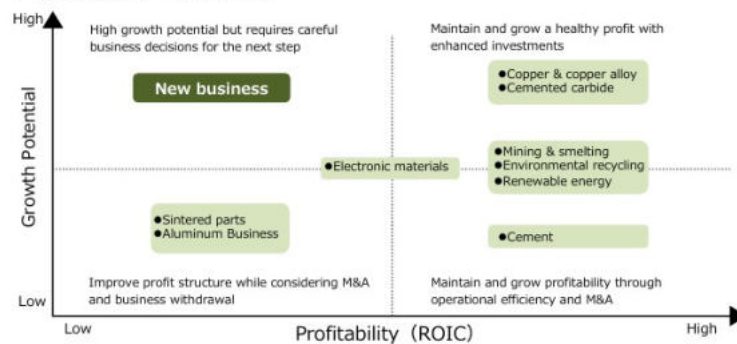 High
High growth potential but requires careful
business decisions for the next step
Maintain and grow a healthy profit with
enhanced investments
New business
●Copper & copper alloy
●Cemented carbide
Growth Potential
●Electronic materials
●Mining & smelting
●Environmental recycling
●Renewable energy
●Sintered parts
●Aluminum Business
●Cement
Improve profit structure while considering M&A
and business withdrawal
Maintain and grow profitability through
operational efficiency and M&A
Low
Low
Profitability（ROIC）
High